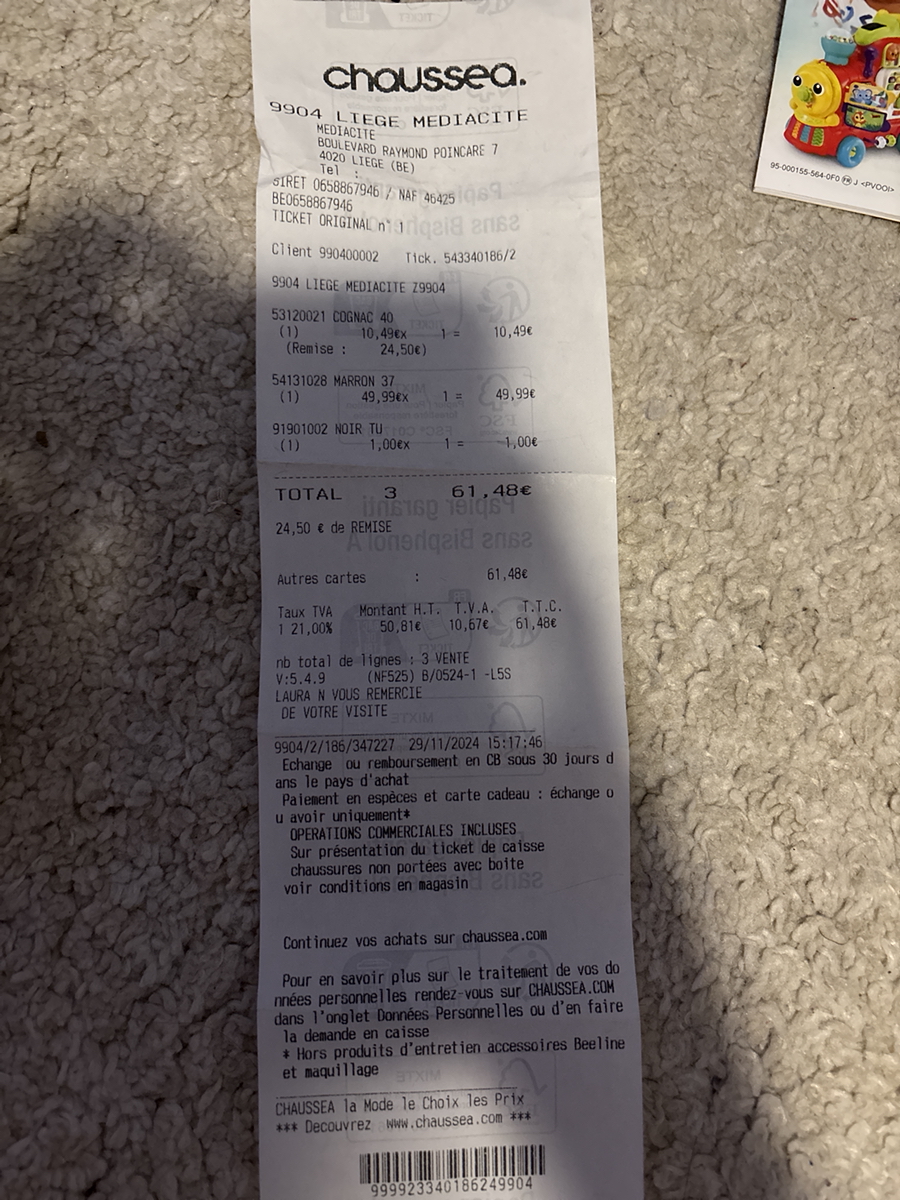 chaussea.
9904 LIEGE MEDIACITE
MEDIACITE
BOULEVARD RAYMOND POINCARE 7
4020 LIEGE (BE)
Tel :
SIRET 0658867946 / NAF 46425
BE0658867946
TICKET ORIGINAL n° 1
Client 990400002 Tick. 543340186/2
9904 LIEGE MEDIACITE Z9904
53120021 COGNAC 40
(1) 10,49€x 1 = 10,49€
(Remise : 24,50€)
54131028 MARRON 37
(1) 49,99€x 1 = 49,99€
91901002 NOIR TU
(1) 1,00€x 1 = 1,00€
TOTAL 3 61,48€
24,50 € de REMISE
Autres cartes : 61,48€
Taux TVA Montant H.T. T.V.A. T.T.C.
1 21,00% 50,81€ 10,67€ 61,48€
nb total de lignes : 3 VENTE
V:5.4.9 (NF525) B/0524-1 -L5S
LAURA N VOUS REMERCIE
DE VOTRE VISITE
9904/2/186/347227 29/11/2024 15:17:46
Echange ou remboursement en CB sous 30 jours d
ans le pays d'achat
Paiement en espèces et carte cadeau : échange o
u avoir uniquement*
OPERATIONS COMMERCIALES INCLUSES
Sur présentation du ticket de caisse
chaussures non portées avec boite
voir conditions en magasin
Continuez vos achats sur chaussea.com
Pour en savoir plus sur le traitement de vos do
nnées personnelles rendez-vous sur CHAUSSEA.COM
dans l'onglet Données Personnelles ou d'en faire
la demande en caisse
* Hors produits d'entretien accessoires Beeline
et maquillage
CHAUSSEA la Mode le Choix les Prix
*** Decouvrez www.chaussea.com ***
999923340186249904
95-000155-564-0F0 FR J <PVOOI>